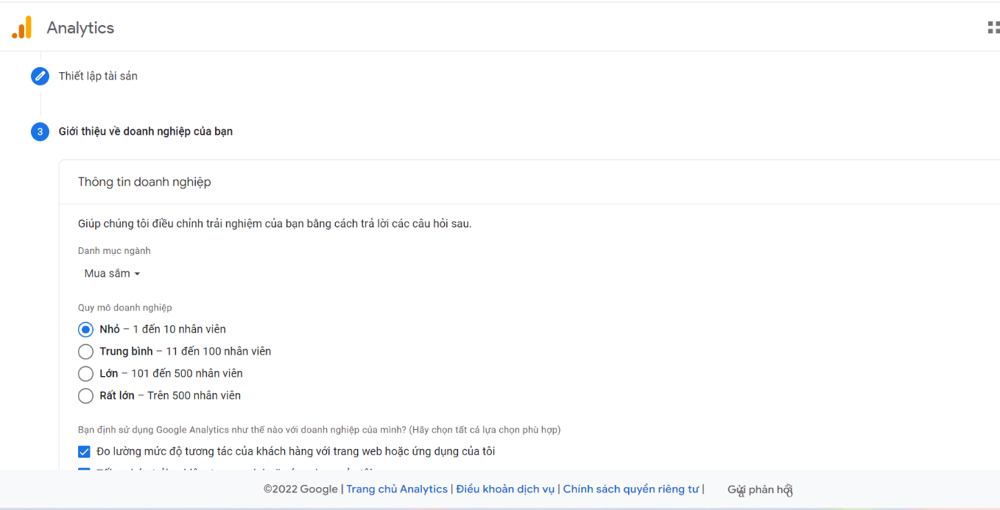 Analytics
Thiết lập tài sản
3 Giới thiệu về doanh nghiệp của bạn
Thông tin doanh nghiệp
Giúp chúng tôi điều chỉnh trải nghiệm của bạn bằng cách trả lời các câu hỏi sau.
Danh mục ngành
Mua sắm
Quy mô doanh nghiệp
Nhỏ – 1 đến 10 nhân viên
Trung bình – 11 đến 100 nhân viên
Lớn – 101 đến 500 nhân viên
Rất lớn – Trên 500 nhân viên
Bạn định sử dụng Google Analytics như thế nào với doanh nghiệp của mình? (Hãy chọn tất cả lựa chọn phù hợp)
Đo lường mức độ tương tác của khách hàng với trang web hoặc ứng dụng của tôi
©2022 Google | Trang chủ Analytics | Điều khoản dịch vụ | Chính sách quyền riêng tư | Gửi phản hồi